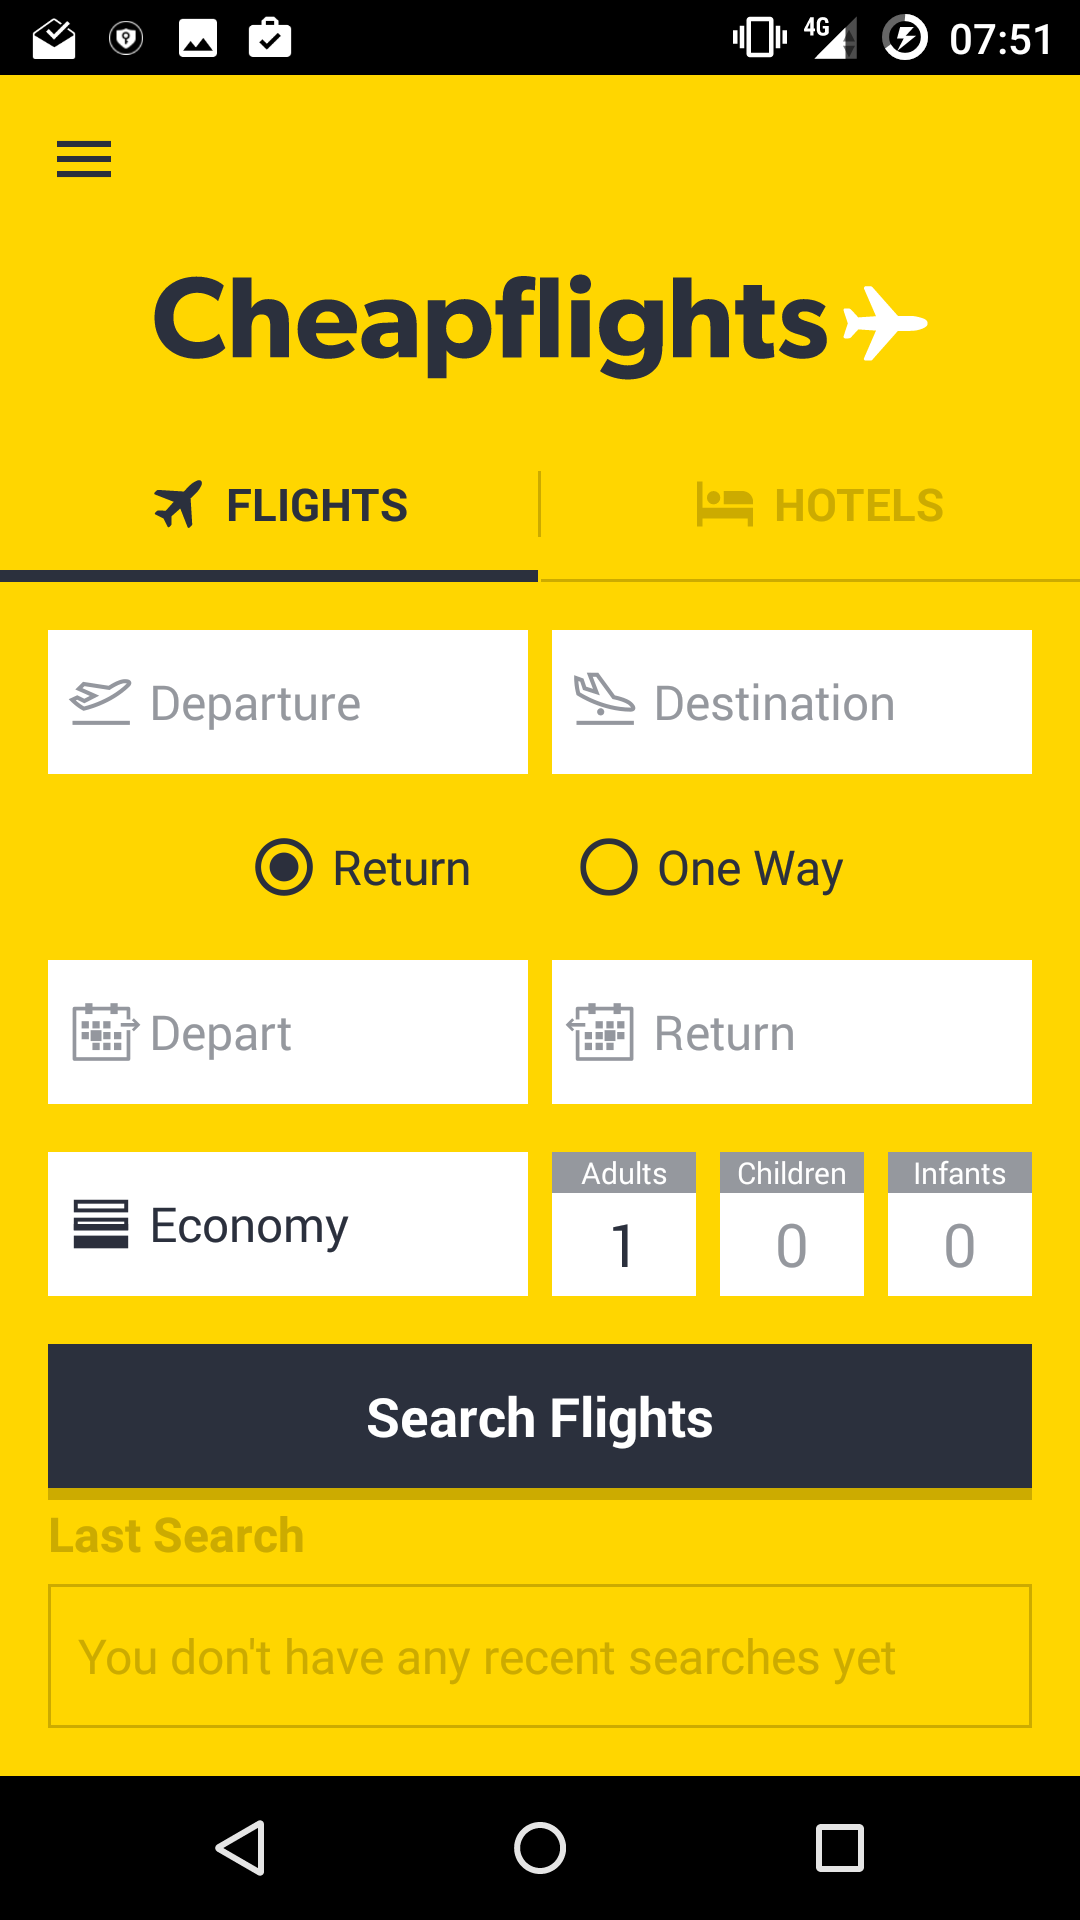 4G 07:51
Cheapflights
FLIGHTS HOTELS
Departure Destination
Return One Way
Depart Return
Economy
Adults Children Infants
1 0 0
Search Flights
Last Search
You don't have any recent searches yet